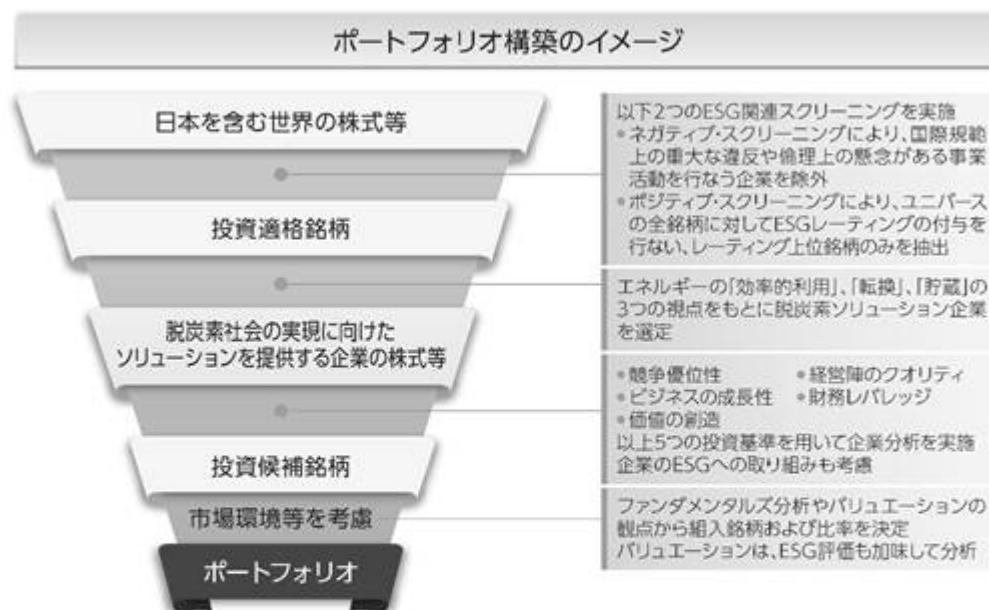 ポートフォリオ構築のイメージ
日本を含む世界の株式等
以下2つのESG関連スクリーニングを実施
●ネガティブ・スクリーニングにより、国際規範
上の重大な違反や倫理上の懸念がある事業
活動を行なう企業を除外
●ポジティブ・スクリーニングにより、ユニバース
の全銘柄に対してESGレーティングの付与を
行ない、レーティング上位銘柄のみを抽出
投資適格銘柄
エネルギーの「効率的利用」、「転換」、「貯蔵」の
3つの視点をもとに脱炭素ソリューション企業
を選定
脱炭素社会の実現に向けた
ソリューションを提供する企業の株式等
●競争優位性 ●経営陣のクオリティ
●ビジネスの成長性 ●財務レバレッジ
●価値の創造
以上5つの投資基準を用いて企業分析を実施
企業のESGへの取り組みも考慮
投資候補銘柄
市場環境等を考慮
ファンダメンタルズ分析やバリュエーションの
観点から組入銘柄および比率を決定
バリュエーションは、ESG評価も加味して分析
ポートフォリオ